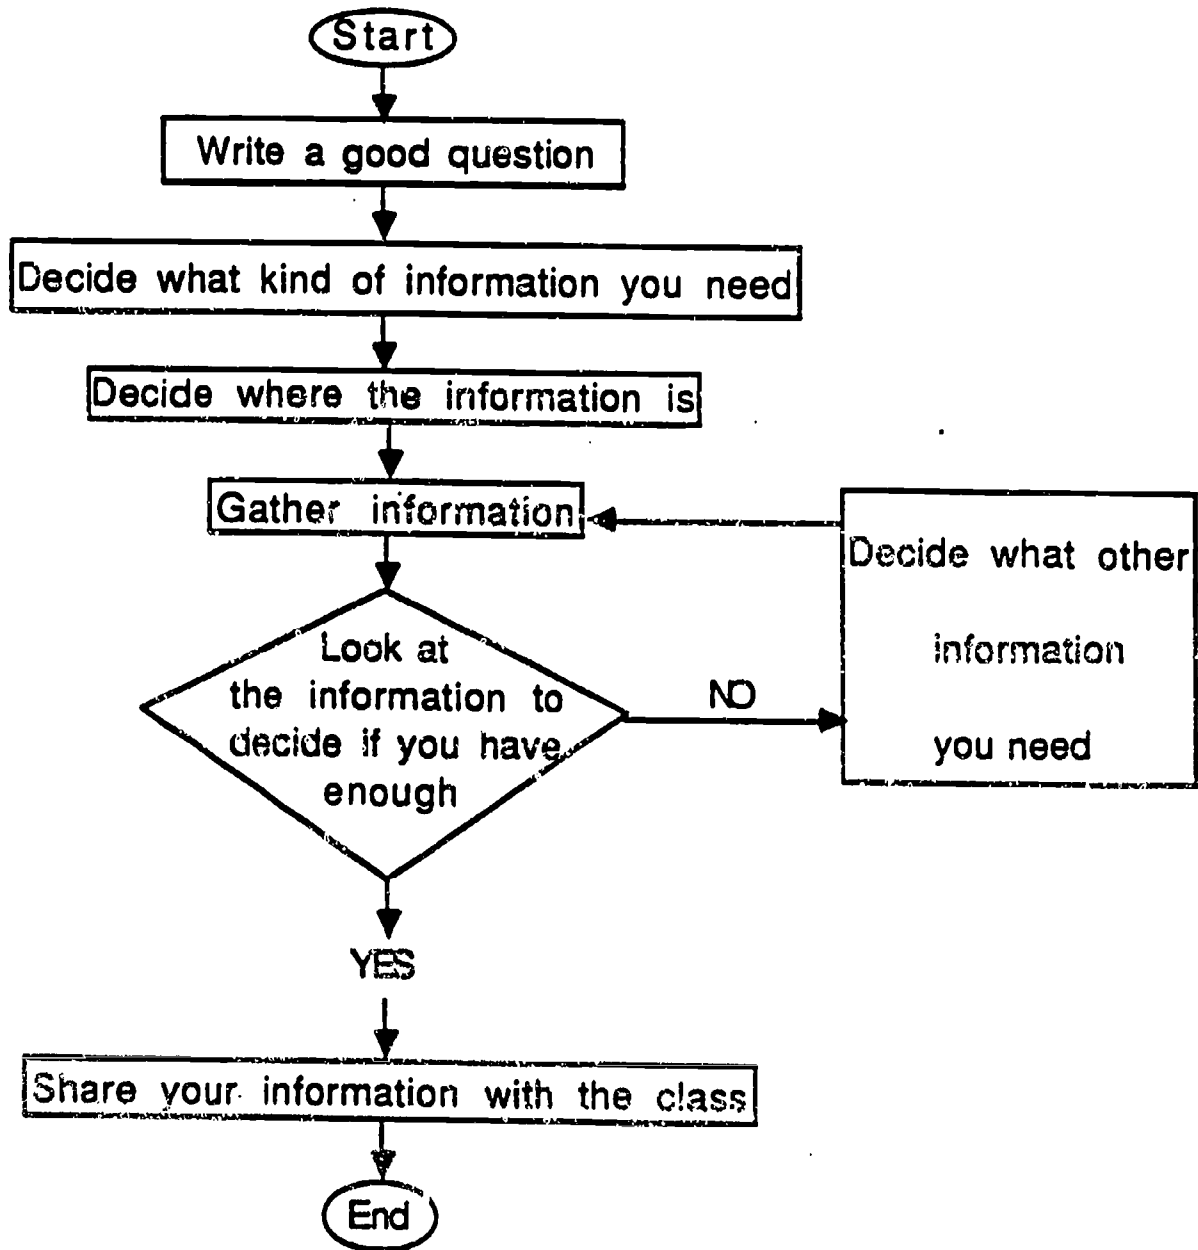 Start
Write a good question
Decide what kind of information you need
Decide where the information is
Gather information
Look at
the information to
decide if you have
enough
NO
Decide what other
information
you need
YES
Share your information with the class
End